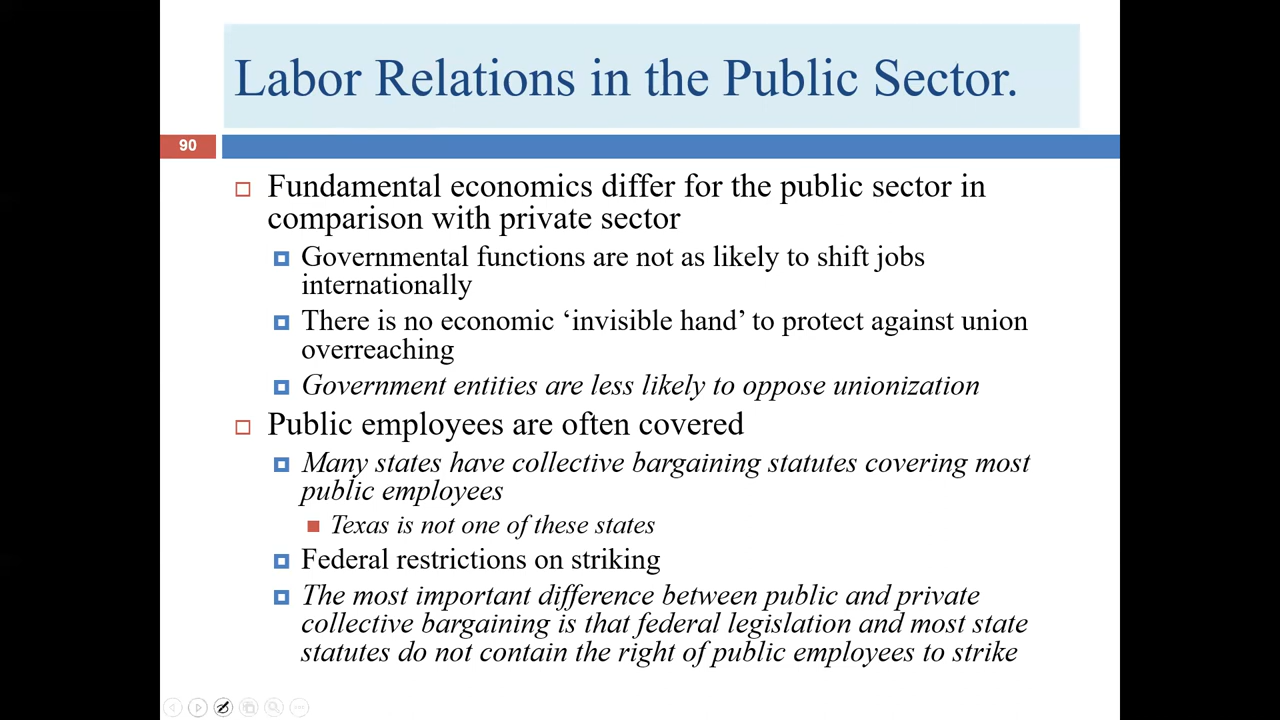 Labor Relations in the Public Sector.
90
Fundamental economics differ for the public sector in
comparison with private sector
Governmental functions are not as likely to shift jobs
internationally
There is no economic ‘invisible hand’ to protect against union
overreaching
Government entities are less likely to oppose unionization
Public employees are often covered
Many states have collective bargaining statutes covering most
public employees
Texas is not one of these states
Federal restrictions on striking
The most important difference between public and private
collective bargaining is that federal legislation and most state
statutes do not contain the right of public employees to strike